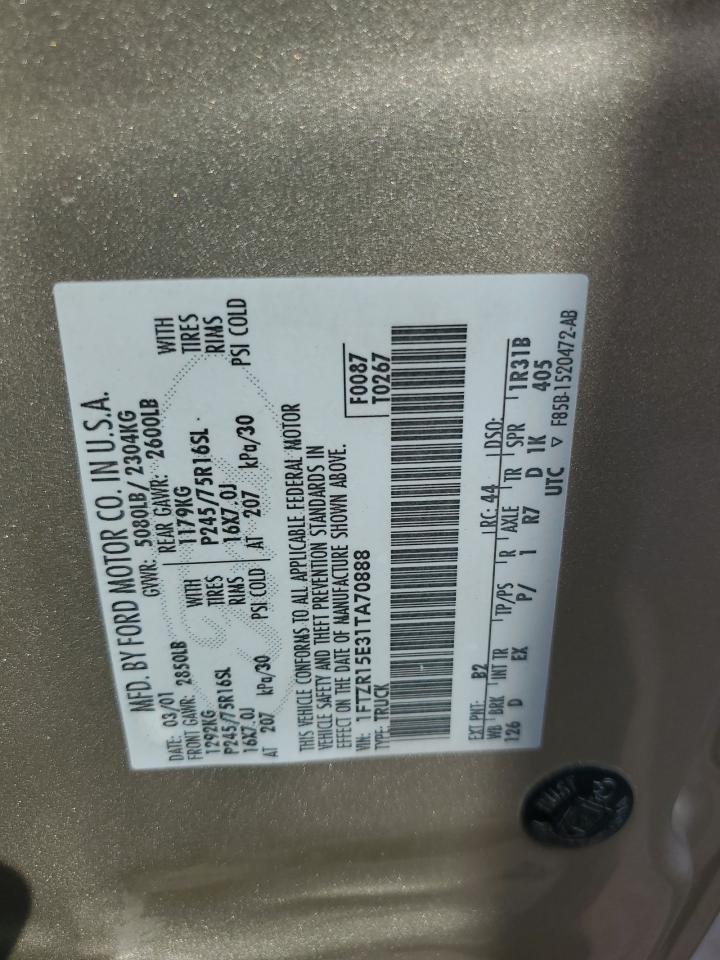 MFD. BY FORD MOTOR CO. IN U.S.A.
DATE: 03/01 GVWR: 5080LB/ 2304KG
FRONT GAWR: 2850LB REAR GAWR: 2600LB
1292KG WITH 1179KG WITH
P245/75R16SL TIRES P245/75R16SL TIRES
16X7.0J RIMS 16X7.0J RIMS
AT 207 kPa/30 PSI COLD AT 207 kPa/30 PSI COLD
THIS VEHICLE CONFORMS TO ALL APPLICABLE FEDERAL MOTOR
VEHICLE SAFETY AND THEFT PREVENTION STANDARDS IN
EFFECT ON THE DATE OF MANUFACTURE SHOWN ABOVE.
VIN: 1FTZR15E31TA70888 F0087
TYPE: TRUCK T0267
EXT PNT: B2 RC: 44 DSO:
WB BRK INT TR TP/PS R AXLE TR SPR 1R31B
126 D EX P/ 1 R7 D 1K 405
UTC ▽ F85B-1520472-AB